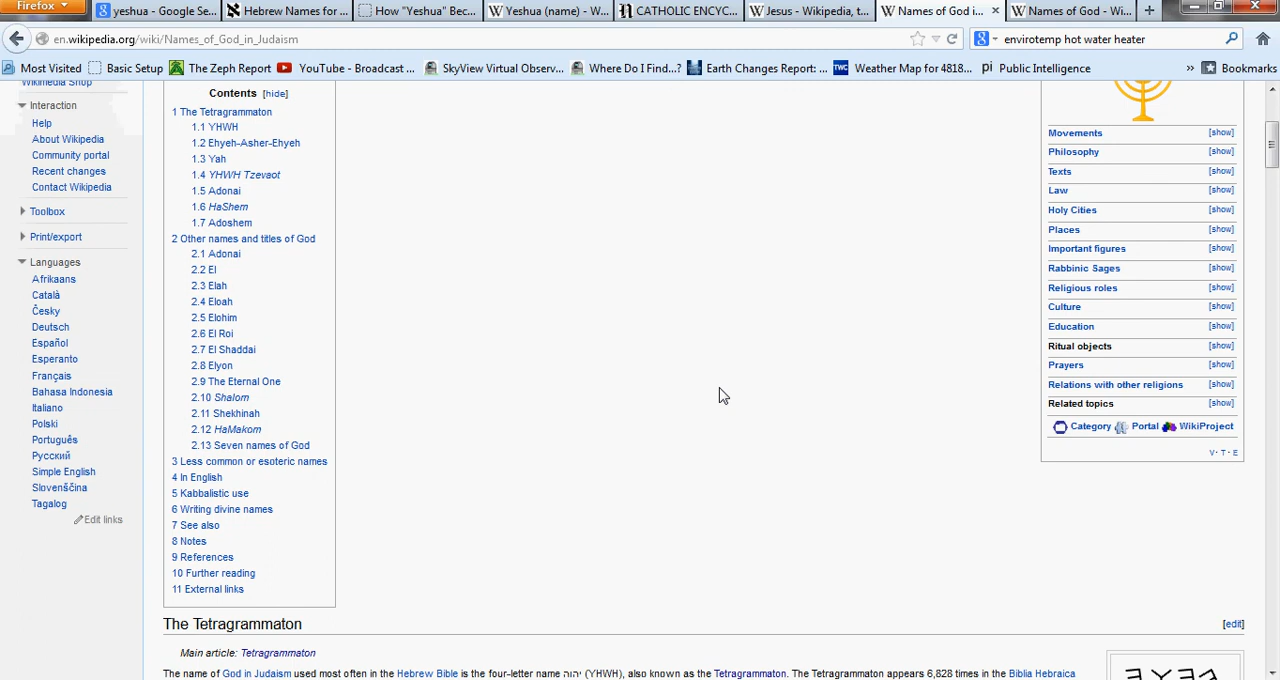 Firefox
yeshua - Google Se...
Hebrew Names for ...
How "Yeshua" Bec...
Yeshua (name) - W...
CATHOLIC ENCYC...
Jesus - Wikipedia, t...
Names of God i...
Names of God - Wi...
en.wikipedia.org/wiki/Names_of_God_in_Judaism
envirotemp hot water heater
Most Visited
Basic Setup
The Zeph Report
YouTube - Broadcast ...
SkyView Virtual Observ...
Where Do I Find...?
Earth Changes Report: ...
Weather Map for 4818...
Public Intelligence
Bookmarks
Wikimedia Shop
Interaction
Help
About Wikipedia
Community portal
Recent changes
Contact Wikipedia
Toolbox
Print/export
Languages
Afrikaans
Català
Česky
Deutsch
Español
Esperanto
Français
Bahasa Indonesia
Italiano
Polski
Português
Русский
Simple English
Slovenščina
Tagalog
Edit links
Contents [hide]
1 The Tetragrammaton
1.1 YHWH
1.2 Ehyeh-Asher-Ehyeh
1.3 Yah
1.4 YHWH Tzevaot
1.5 Adonai
1.6 HaShem
1.7 Adoshem
2 Other names and titles of God
2.1 Adonai
2.2 El
2.3 Elah
2.4 Eloah
2.5 Elohim
2.6 El Roi
2.7 El Shaddai
2.8 Elyon
2.9 The Eternal One
2.10 Shalom
2.11 Shekhinah
2.12 HaMakom
2.13 Seven names of God
3 Less common or esoteric names
4 In English
5 Kabbalistic use
6 Writing divine names
7 See also
8 Notes
9 References
10 Further reading
11 External links
Movements [show]
Philosophy [show]
Texts [show]
Law [show]
Holy Cities [show]
Places [show]
Important figures [show]
Rabbinic Sages [show]
Religious roles [show]
Culture [show]
Education [show]
Ritual objects [show]
Prayers [show]
Relations with other religions [show]
Related topics [show]
Category Portal WikiProject
V · T · E
The Tetragrammaton [edit]
Main article: Tetragrammaton
The name of God in Judaism used most often in the Hebrew Bible is the four-letter name יהוה (YHWH), also known as the Tetragrammaton. The Tetragrammaton appears 6,828 times in the Biblia Hebraica